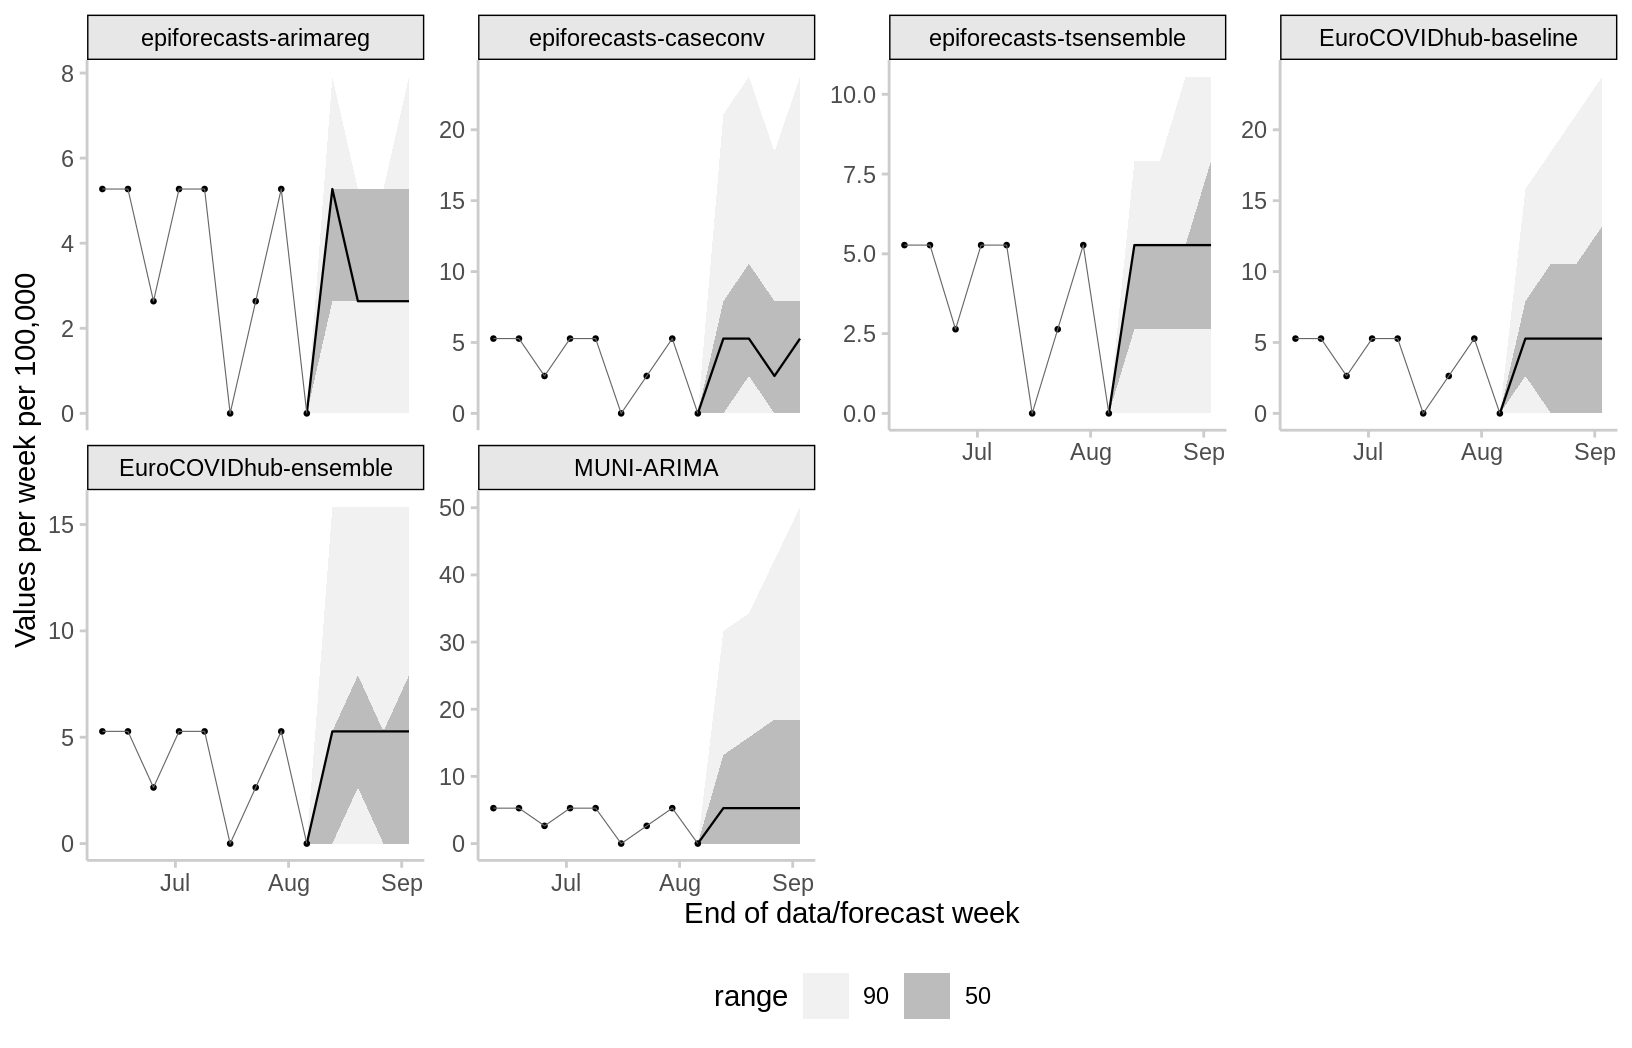 epiforecasts-arimareg
epiforecasts-caseconv
epiforecasts-tsensemble
EuroCOVIDhub-baseline
8
6
4
2
0
20
15
10
5
0
10.0
7.5
5.0
2.5
0.0
20
15
10
5
0
Jul Aug Sep
Jul Aug Sep
Values per week per 100,000
EuroCOVIDhub-ensemble
MUNI-ARIMA
15
10
5
0
50
40
30
20
10
0
Jul Aug Sep
Jul Aug Sep
End of data/forecast week
range 90 50